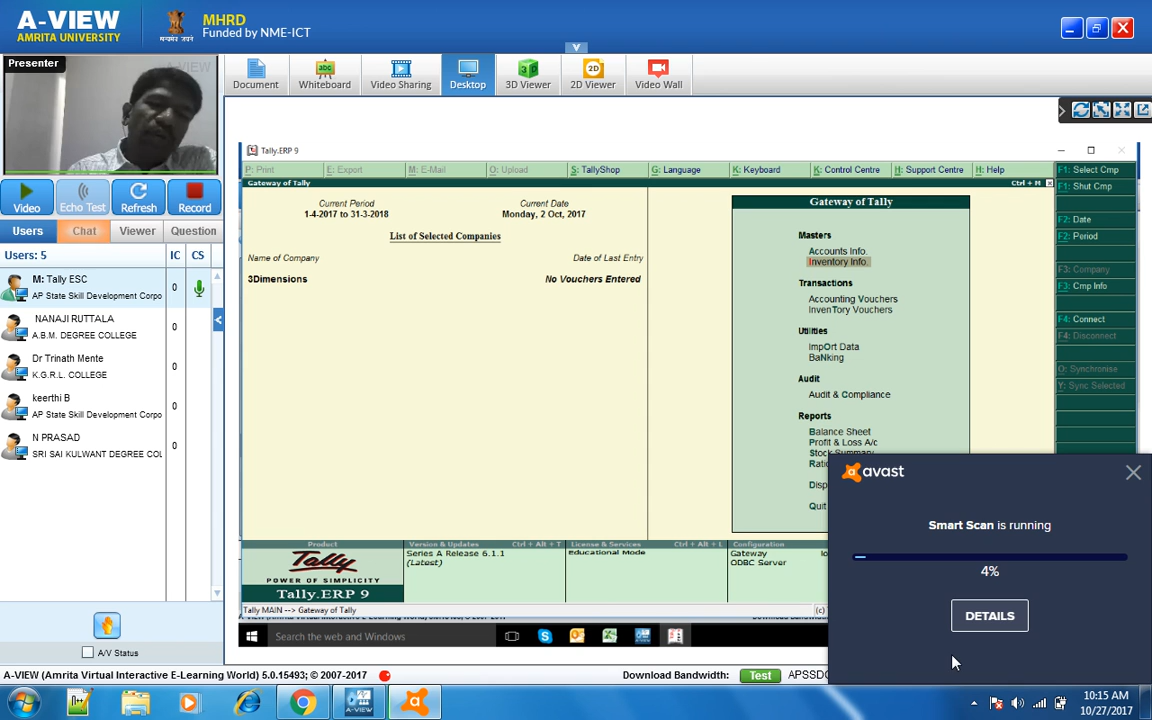 A-VIEW
AMRITA UNIVERSITY
MHRD
Funded by NME-ICT
Presenter
A-VIEW
Document
Whiteboard
Video Sharing
Desktop
3D Viewer
2D Viewer
Video Wall
Video
Echo Test
Refresh
Record
Users
Chat
Viewer
Question
Users: 5
IC
CS
M: Tally ESC
AP State Skill Development Corpo
0
NANAJI RUTTALA
A.B.M. DEGREE COLLEGE
0
Dr Trinath Mente
K.G.R.L. COLLEGE
0
keerthi B
AP State Skill Development Corpo
0
N PRASAD
SRI SAI KULWANT DEGREE COL
0
A/V Status
Tally.ERP 9
P: Print
E: Export
M: E-Mail
O: Upload
S: TallyShop
G: Language
K: Keyboard
K: Control Centre
H: Support Centre
H: Help
F1: Select Cmp
F1: Shut Cmp
F2: Date
F2: Period
F3: Company
F3: Cmp Info
F4: Connect
F4: Disconnect
O: Synchronise
Y: Sync Selected
Gateway of Tally
Ctrl + M
Current Period
1-4-2017 to 31-3-2018
Current Date
Monday, 2 Oct, 2017
List of Selected Companies
Name of Company
Date of Last Entry
3Dimensions
No Vouchers Entered
Gateway of Tally
Masters
Accounts Info.
Inventory Info.
Transactions
Accounting Vouchers
InvenTory Vouchers
Utilities
ImpOrt Data
BaNking
Audit
Audit & Compliance
Reports
Balance Sheet
Profit & Loss A/c
Stock Summary
Quit
Product
Tally
POWER OF SIMPLICITY
Tally.ERP 9
Version & Updates
Ctrl + Alt + T
Series A Release 6.1.1
(Latest)
License & Services
Ctrl + Alt + L
Educational Mode
Configuration
Gateway
ODBC Server
Tally MAIN --> Gateway of Tally
(c)
Search the web and Windows
avast
Smart Scan is running
4%
DETAILS
A-VIEW (Amrita Virtual Interactive E-Learning World) 5.0.15493; © 2007-2017
Download Bandwidth:
Test
APSSD
10:15 AM
10/27/2017